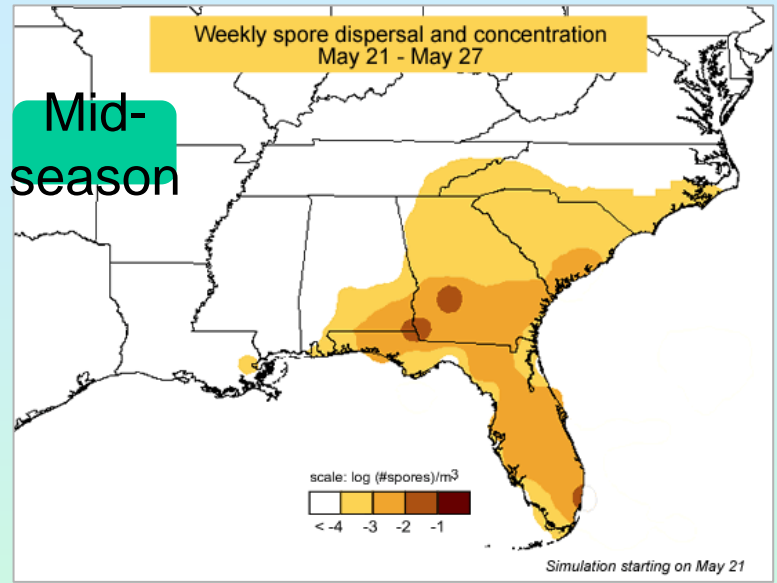 Weekly spore dispersal and concentration
May 21 - May 27
Mid-
season
scale: log (#spores)/m3
< -4 -3 -2 -1
Simulation starting on May 21